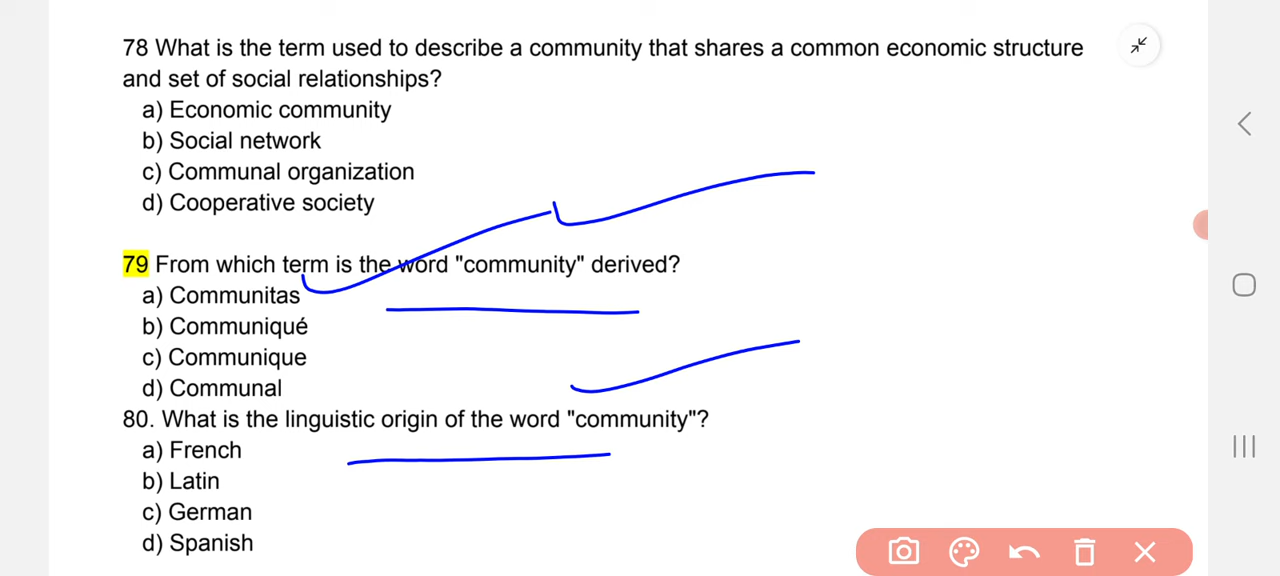 78 What is the term used to describe a community that shares a common economic structure
and set of social relationships?
a) Economic community
b) Social network
c) Communal organization
d) Cooperative society
79 From which term is the word "community" derived?
a) Communitas
b) Communiqué
c) Communique
d) Communal
80. What is the linguistic origin of the word "community"?
a) French
b) Latin
c) German
d) Spanish